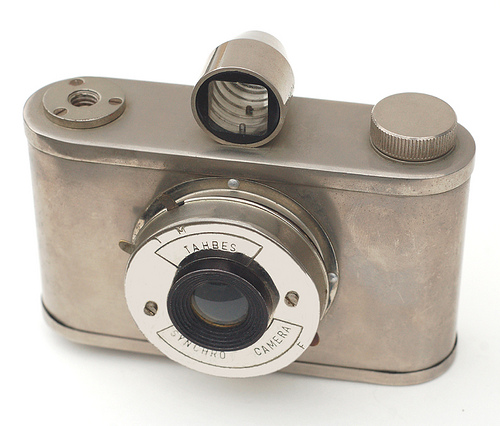 I M
TAHBES
SYNCHRO CAMERA
F